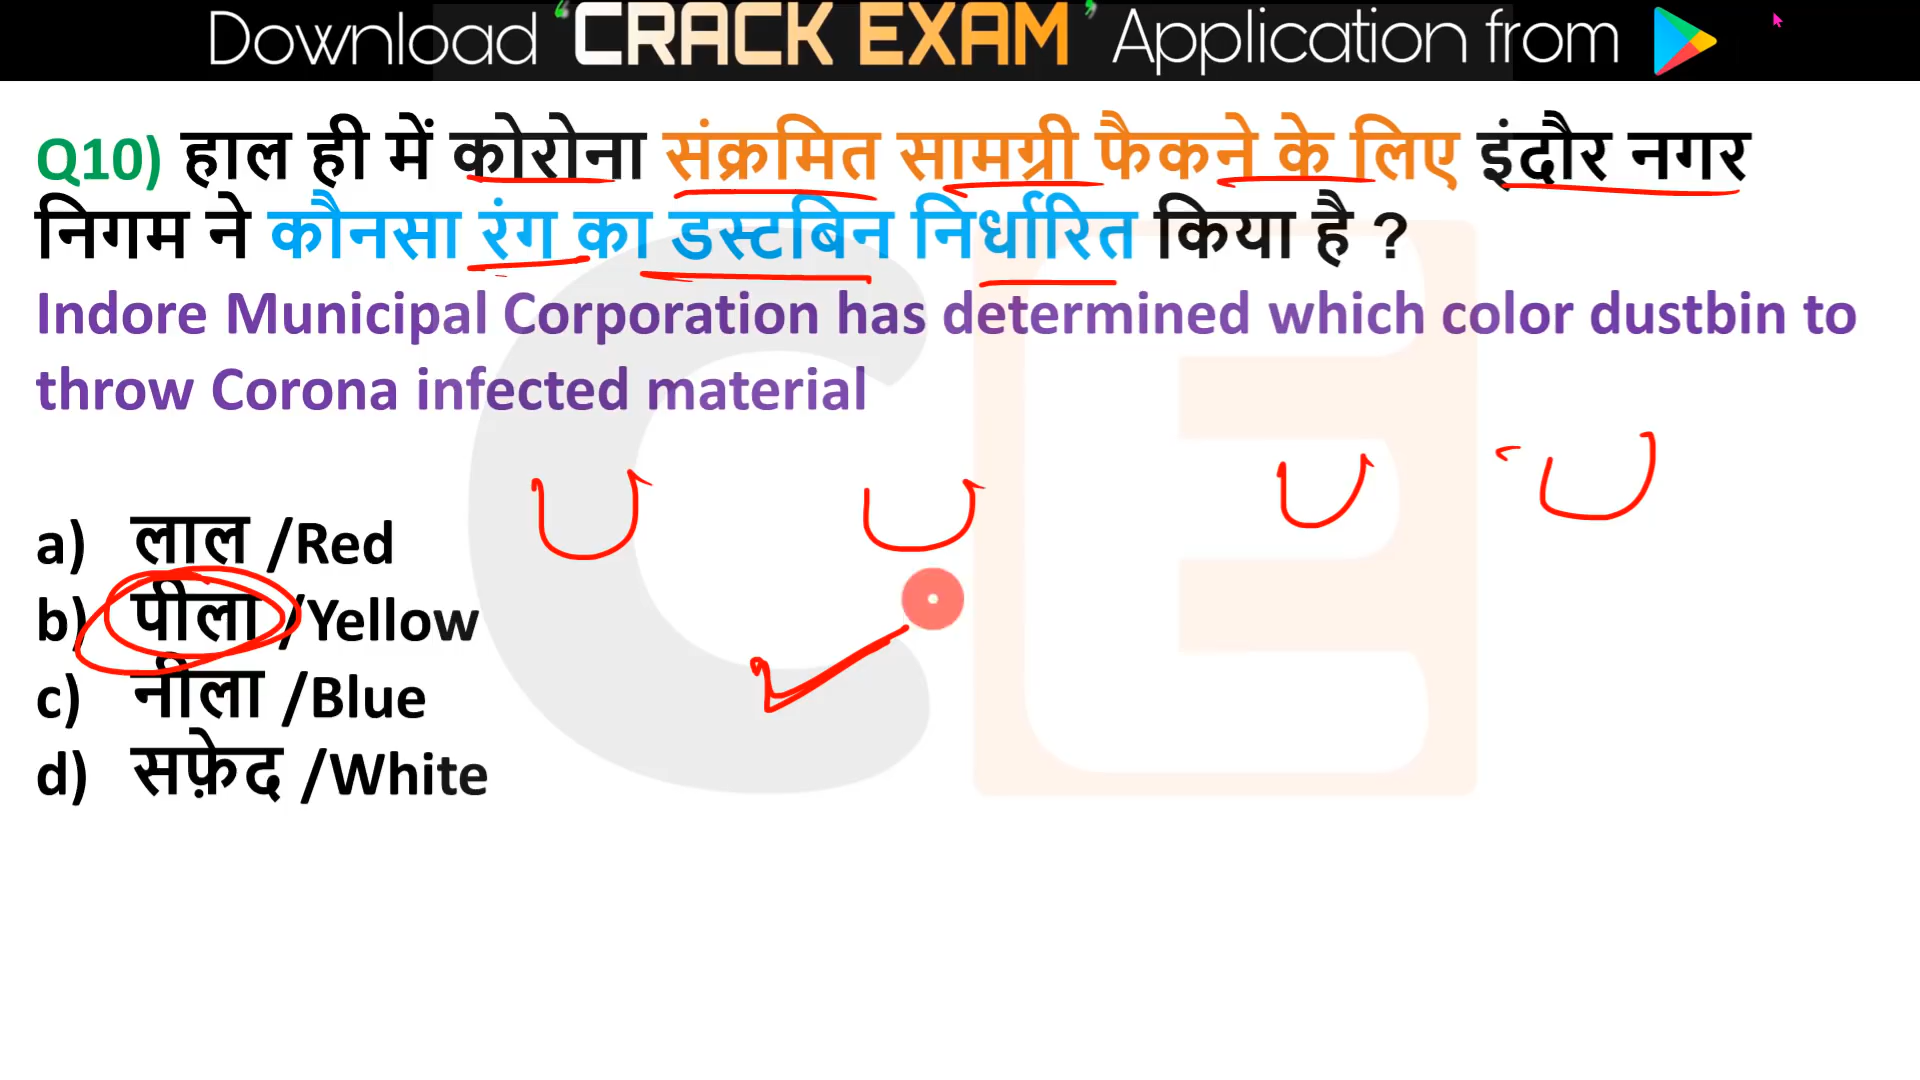 Download ‘CRACK EXAM’ Application from
Q10) हाल ही में कोरोना संक्रमित सामग्री फैकने के लिए इंदौर नगर
निगम ने कौनसा रंग का डस्टबिन निर्धारित किया है ?
Indore Municipal Corporation has determined which color dustbin to
throw Corona infected material
a) लाल /Red
b) पीला /Yellow
c) नीला /Blue
d) सफ़ेद /White
CE